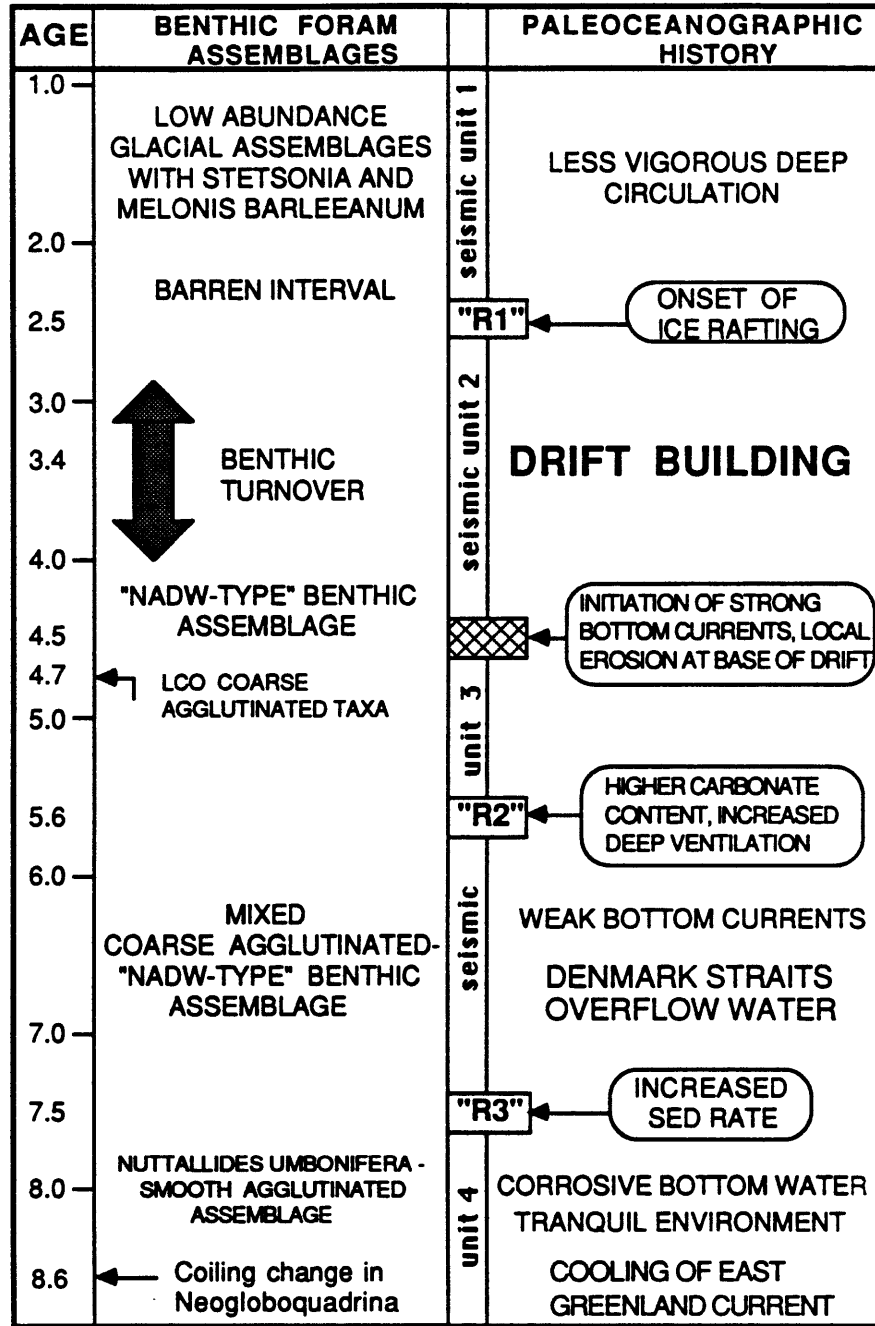 AGE
BENTHIC FORAM
ASSEMBLAGES
PALEOCEANOGRAPHIC
HISTORY
1.0
LOW ABUNDANCE
GLACIAL ASSEMBLAGES
WITH STETSONIA AND
MELONIS BARLEEANUM
seismic unit 1
LESS VIGOROUS DEEP
CIRCULATION
2.0
BARREN INTERVAL
2.5
"R1"
ONSET OF
ICE RAFTING
3.0
3.4
BENTHIC
TURNOVER
seismic unit 2
DRIFT BUILDING
4.0
"NADW-TYPE" BENTHIC
ASSEMBLAGE
4.5
INITIATION OF STRONG
BOTTOM CURRENTS, LOCAL
EROSION AT BASE OF DRIFT
4.7
LCO COARSE
AGGLUTINATED TAXA
5.0
unit 3
5.6
"R2"
HIGHER CARBONATE
CONTENT, INCREASED
DEEP VENTILATION
6.0
MIXED
COARSE AGGLUTINATED-
"NADW-TYPE" BENTHIC
ASSEMBLAGE
seismic
WEAK BOTTOM CURRENTS
DENMARK STRAITS
OVERFLOW WATER
7.0
7.5
"R3"
INCREASED
SED RATE
NUTTALLIDES UMBONIFERA -
SMOOTH AGGLUTINATED
ASSEMBLAGE
8.0
unit 4
CORROSIVE BOTTOM WATER
TRANQUIL ENVIRONMENT
8.6
Coiling change in
Neogloboquadrina
COOLING OF EAST
GREENLAND CURRENT